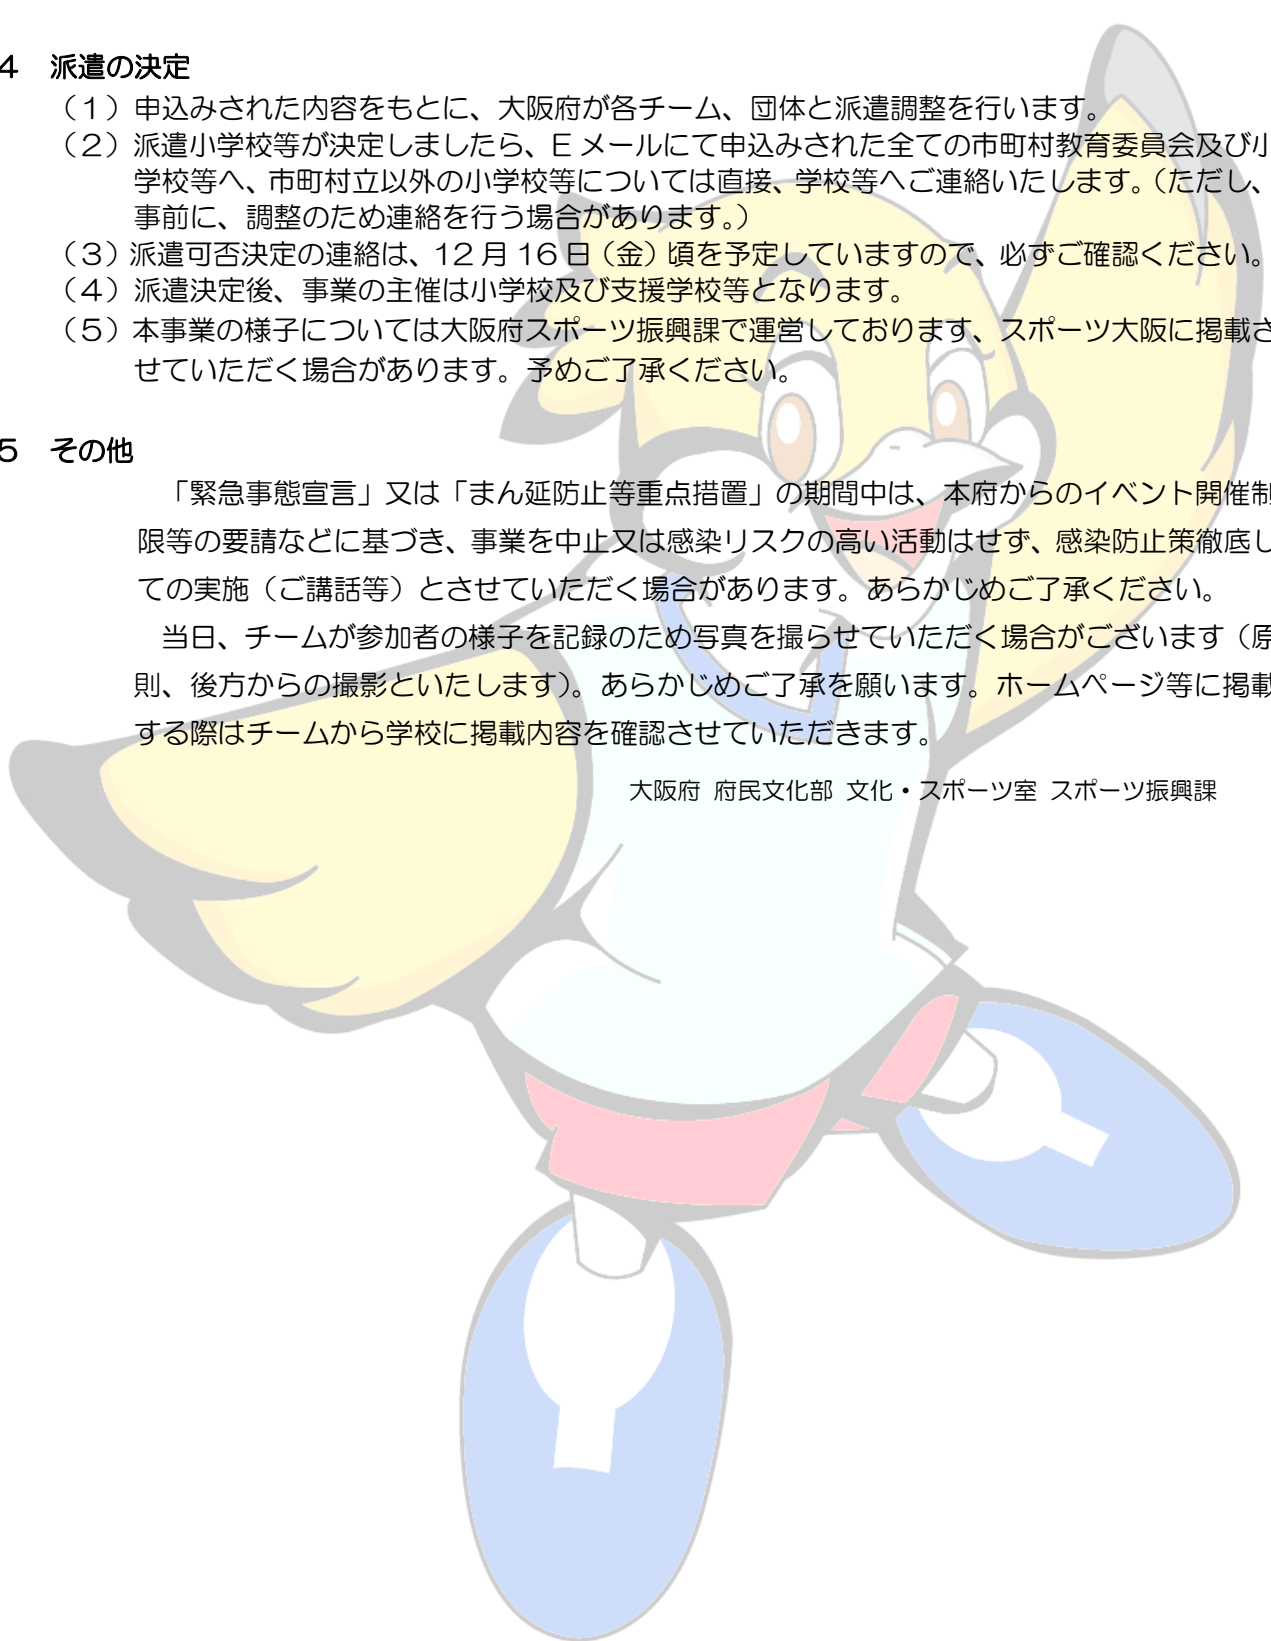 4 派遣の決定
（1）申込みされた内容をもとに、大阪府が各チーム、団体と派遣調整を行います。
（2）派遣小学校等が決定しましたら、E メールにて申込みされた全ての市町村教育委員会及び小
学校等へ、市町村立以外の小学校等については直接、学校等へご連絡いたします。（ただし、
事前に、調整のため連絡を行う場合があります。）
（3）派遣可否決定の連絡は、12 月 16 日（金）頃を予定していますので、必ずご確認ください。
（4）派遣決定後、事業の主催は小学校及び支援学校等となります。
（5）本事業の様子については大阪府スポーツ振興課で運営しております、スポーツ大阪に掲載さ
せていただく場合があります。予めご了承ください。
5 その他
「緊急事態宣言」又は「まん延防止等重点措置」の期間中は、本府からのイベント開催制
限等の要請などに基づき、事業を中止又は感染リスクの高い活動はせず、感染防止策徹底し
ての実施（ご講話等）とさせていただく場合があります。あらかじめご了承ください。
当日、チームが参加者の様子を記録のため写真を撮らせていただく場合がございます（原
則、後方からの撮影といたします）。あらかじめご了承を願います。ホームページ等に掲載
する際はチームから学校に掲載内容を確認させていただきます。
大阪府 府民文化部 文化・スポーツ室 スポーツ振興課